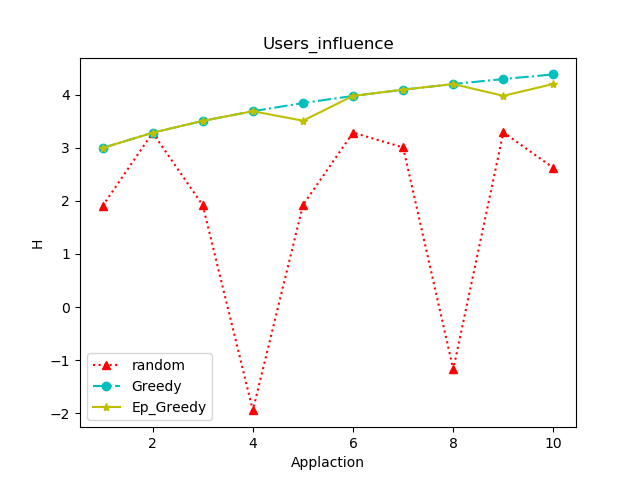 Users_influence
H
4
3
2
1
0
−1
−2
random
Greedy
Ep_Greedy
2 4 6 8 10
Applaction